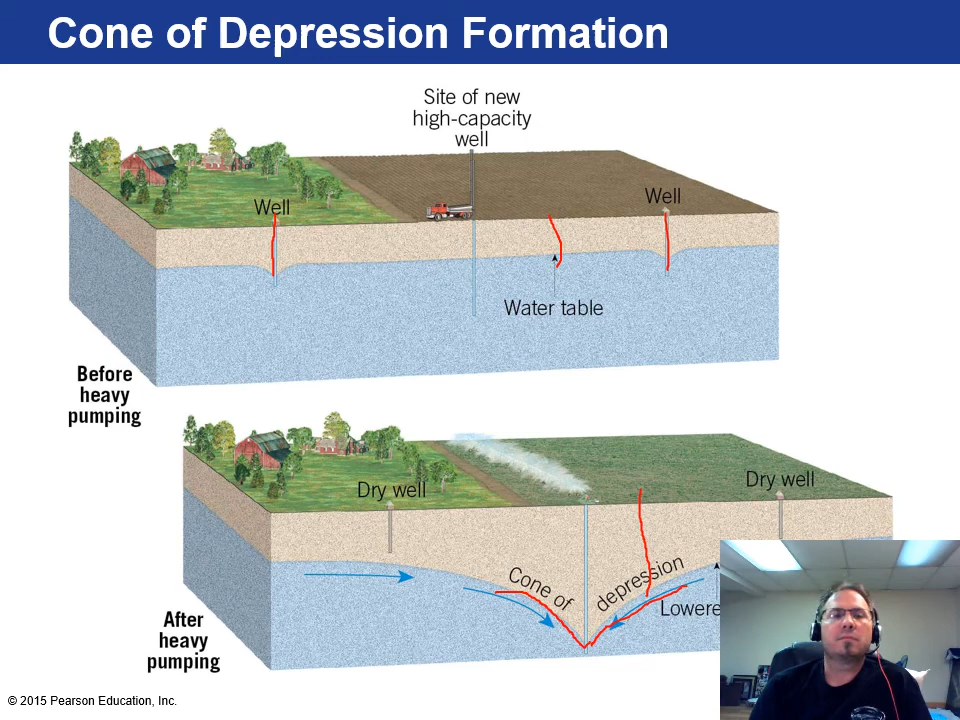 Cone of Depression Formation
Site of new
high-capacity
well
Well
Well
Water table
Before
heavy
pumping
Dry well
Dry well
Cone of depression
Lowere
After
heavy
pumping
© 2015 Pearson Education, Inc.